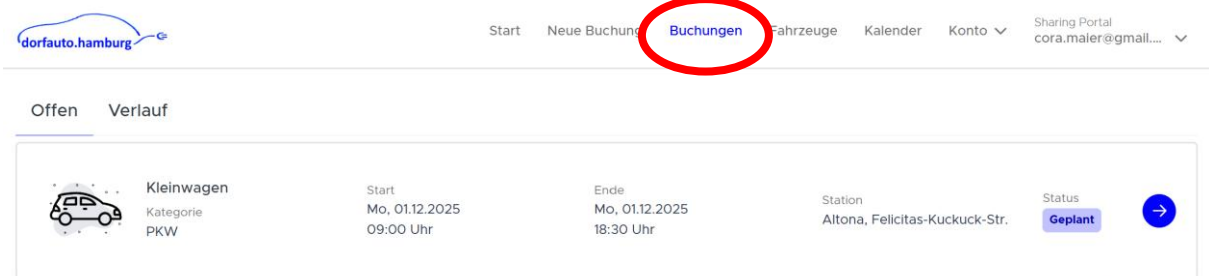 dorfauto.hamburg
Start Neue Buchung Buchungen Fahrzeuge Kalender Konto
Sharing Portal
cora.maier@gmail....
Offen Verlauf
Kleinwagen
Kategorie
PKW
Start
Mo, 01.12.2025
09:00 Uhr
Ende
Mo, 01.12.2025
18:30 Uhr
Station
Altona, Felicitas-Kuckuck-Str.
Status
Geplant